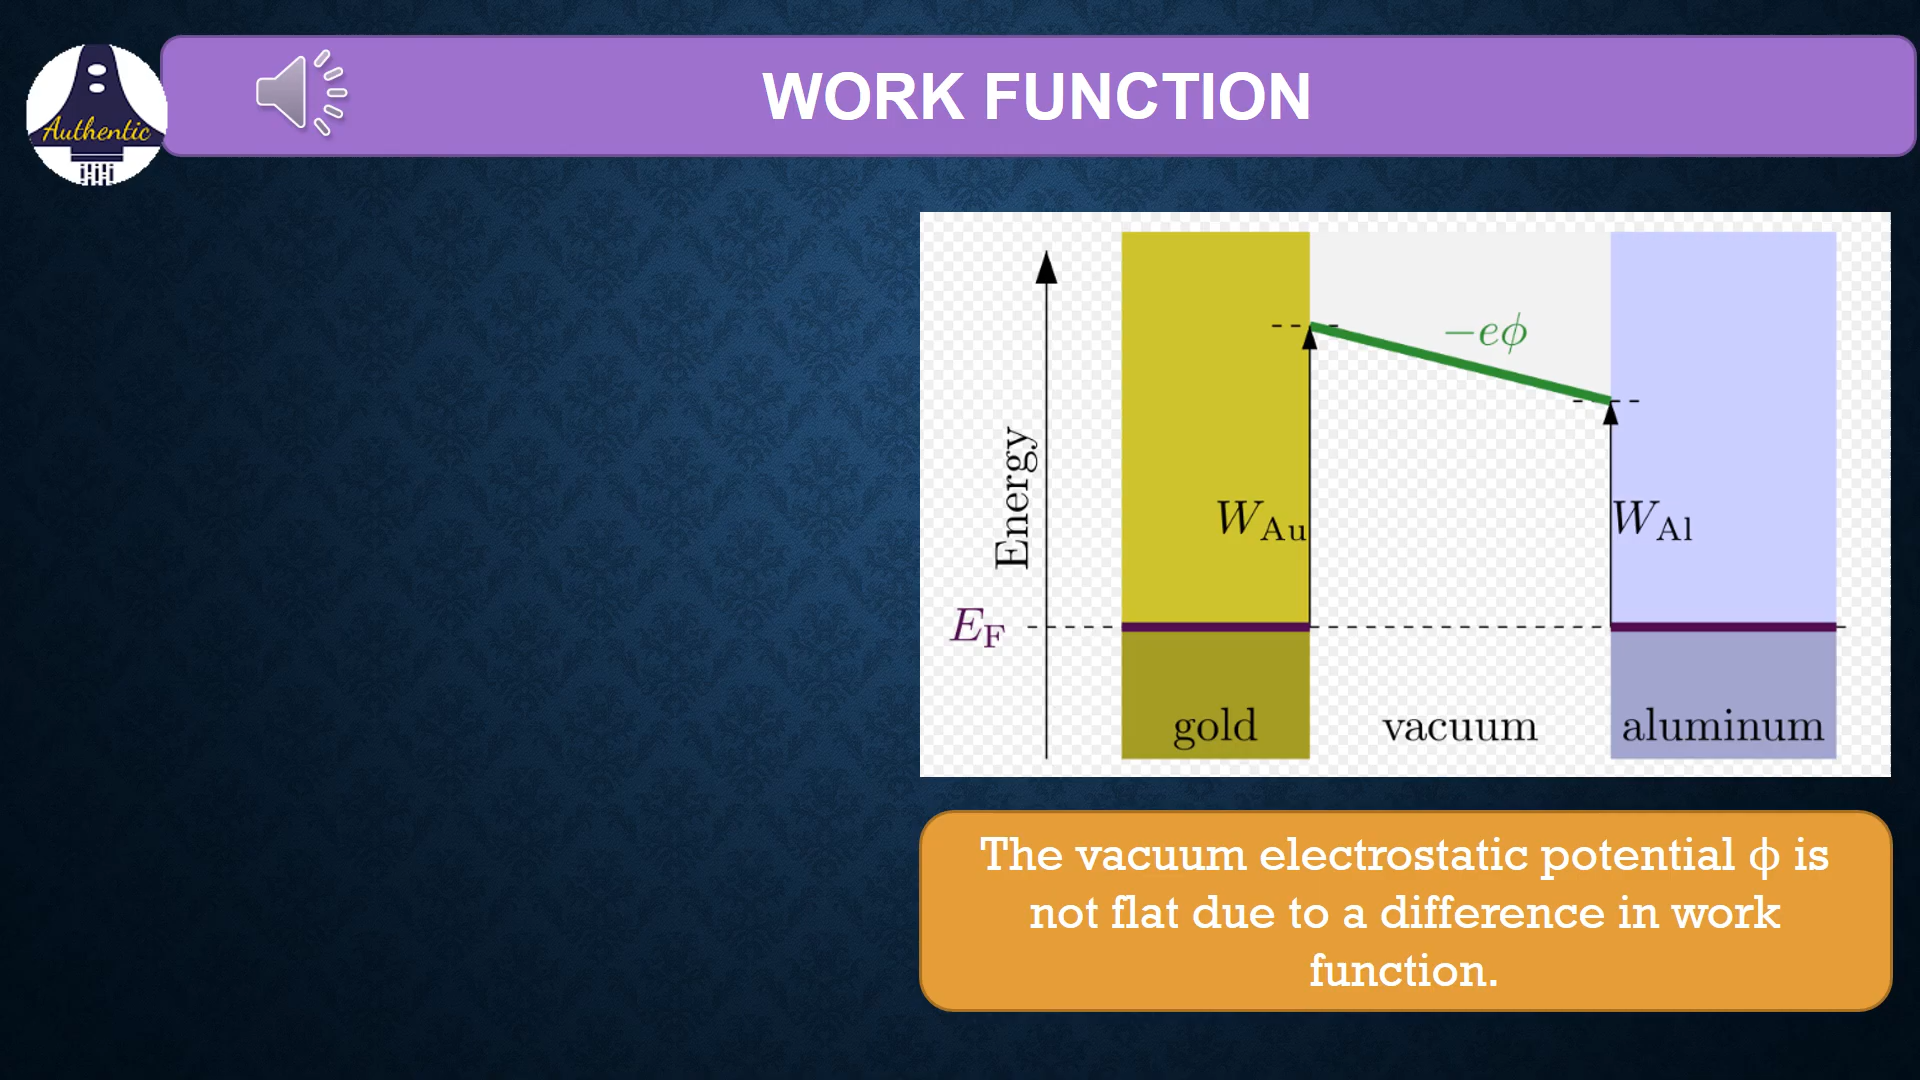 WORK FUNCTION
Authentic
−eϕ
Energy
W_Au
W_Al
E_F
gold
vacuum
aluminum
The vacuum electrostatic potential ϕ is
not flat due to a difference in work
function.